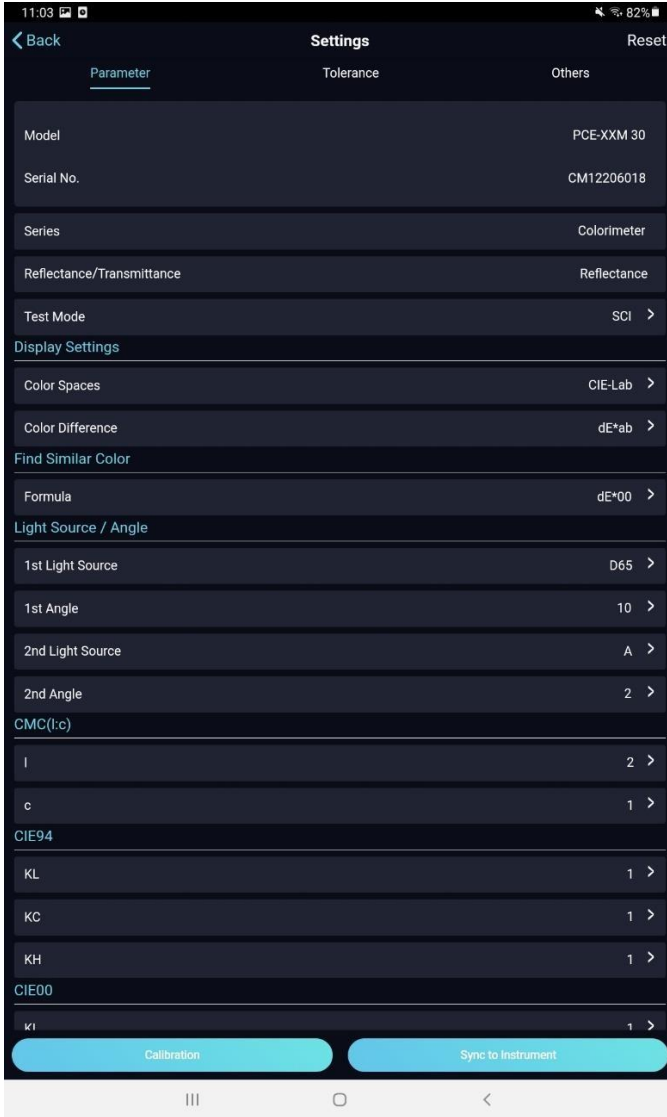 11:03 82%
Back Settings Reset
Parameter Tolerance Others
Model PCE-XXM 30
Serial No. CM12206018
Series Colorimeter
Reflectance/Transmittance Reflectance
Test Mode SCI
Display Settings
Color Spaces CIE-Lab
Color Difference dE*ab
Find Similar Color
Formula dE*00
Light Source / Angle
1st Light Source D65
1st Angle 10
2nd Light Source A
2nd Angle 2
CMC(l:c)
l 2
c 1
CIE94
KL 1
KC 1
KH 1
CIE00
KL 1
Calibration Sync to Instrument